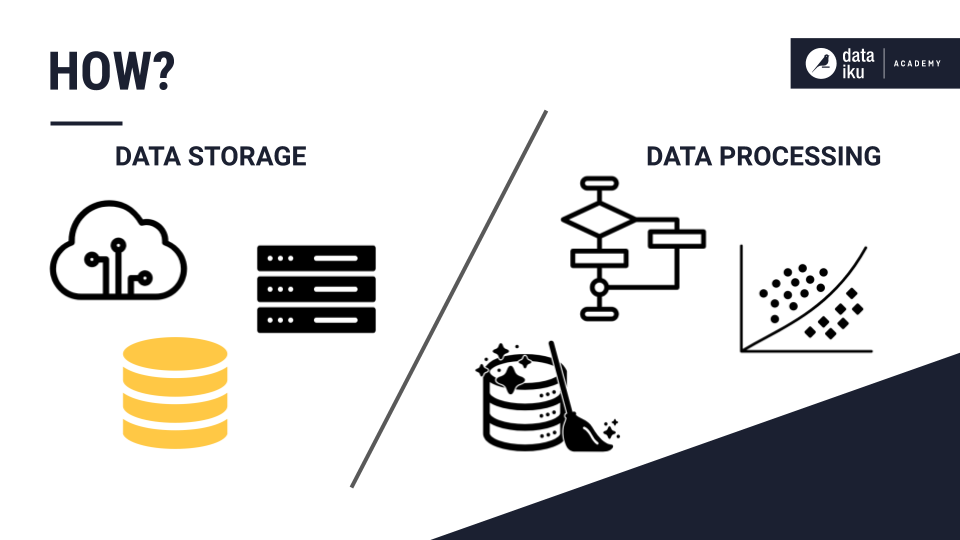 HOW?
data
iku
ACADEMY
DATA STORAGE
DATA PROCESSING